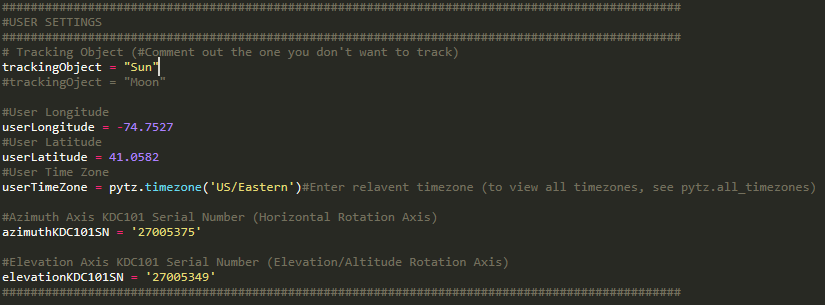 ####################################################################################################
#USER SETTINGS
####################################################################################################
# Tracking Object (#Comment out the one you don't want to track)
trackingObject = "Sun"
#trackingOject = "Moon"
#User Longitude
userLongitude = -74.7527
#User Latitude
userLatitude = 41.0582
#User Time Zone
userTimeZone = pytz.timezone('US/Eastern')#Enter relavent timezone (to view all timezones, see pytz.all_timezones)
#Azimuth Axis KDC101 Serial Number (Horizontal Rotation Axis)
azimuthKDC101SN = '27005375'
#Elevation Axis KDC101 Serial Number (Elevation/Altitude Rotation Axis)
elevationKDC101SN = '27005349'
####################################################################################################